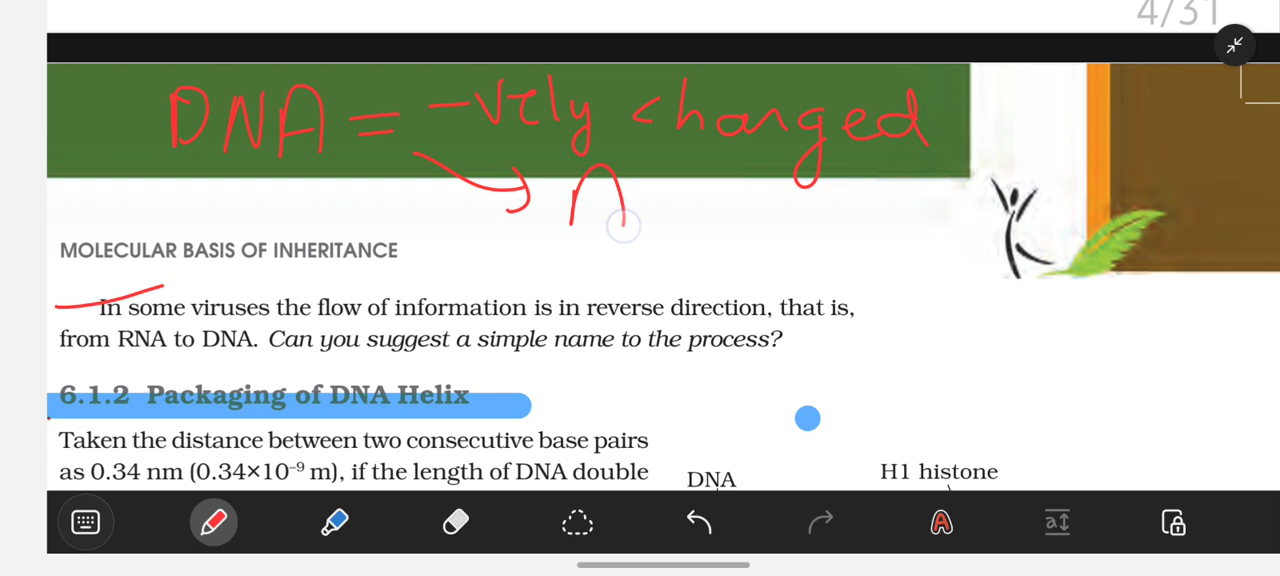 4/31
DNA = -vely changed
n
MOLECULAR BASIS OF INHERITANCE
In some viruses the flow of information is in reverse direction, that is,
from RNA to DNA. Can you suggest a simple name to the process?
6.1.2 Packaging of DNA Helix
Taken the distance between two consecutive base pairs
as 0.34 nm (0.34×10⁻⁹ m), if the length of DNA double
DNA
H1 histone
A